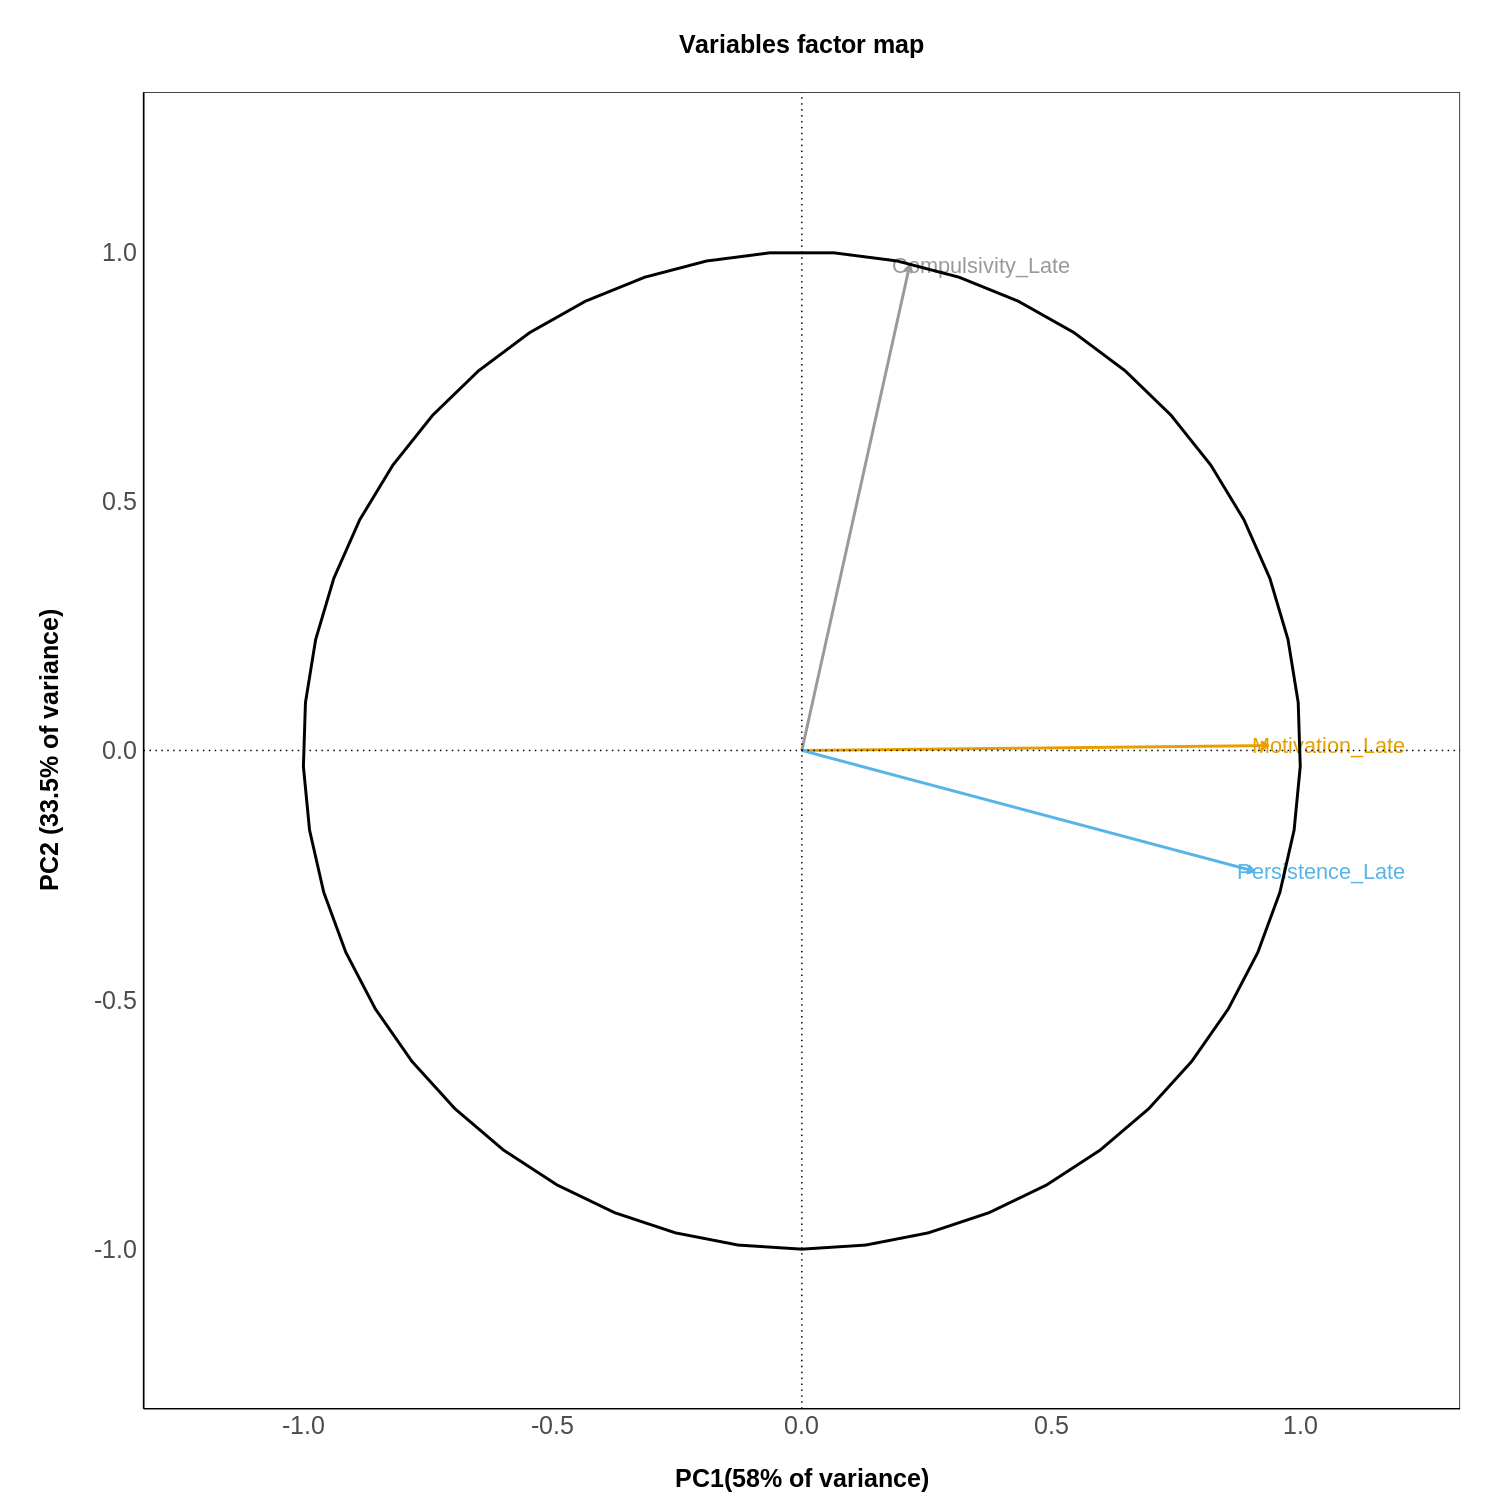 Variables factor map
1.0
0.5
0.0
-0.5
-1.0
PC2 (33.5% of variance)
Compulsivity_Late
Motivation_Late
Persistence_Late
-1.0
-0.5
0.0
0.5
1.0
PC1(58% of variance)